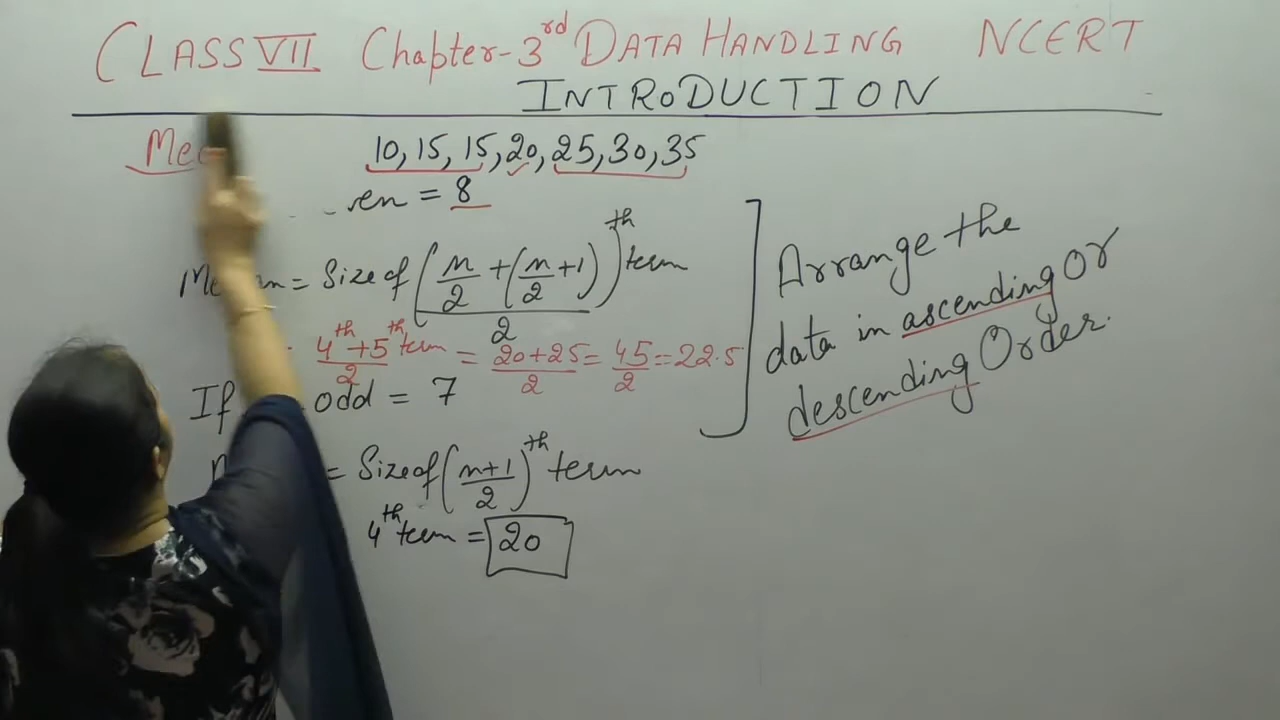 CLASS VII Chapter-3rd DATA HANDLING NCERT
INTRODUCTION
10, 15, 15, 20, 25, 30, 35
= 8
= Size of (n/2 + (n/2 + 1))th term
2
4th + 5th term / 2 = 20+25 / 2 = 45/2 = 22.5
If odd = 7
= Size of (n+1 / 2)th term
4th term = 20
Arrange the
data in ascending or
descending Order.